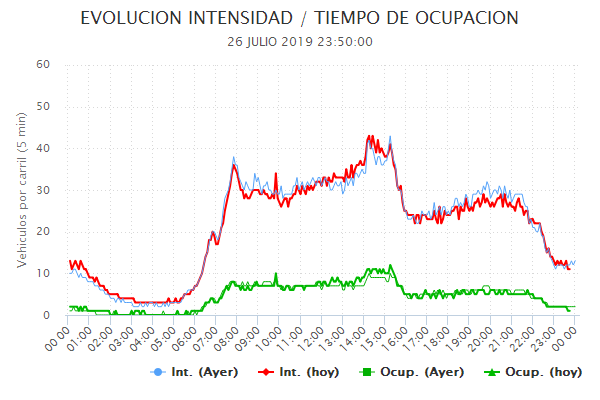 EVOLUCION INTENSIDAD / TIEMPO DE OCUPACION
26 JULIO 2019 23:50:00
Vehículos por carril (5 min)
60
50
40
30
20
10
0
00:00 01:00 02:00 03:00 04:00 05:00 06:00 07:00 08:00 09:00 10:00 11:00 12:00 13:00 14:00 15:00 16:00 17:00 18:00 19:00 20:00 21:00 22:00 23:00 00:00
Int. (Ayer) Int. (hoy) Ocup. (Ayer) Ocup. (hoy)